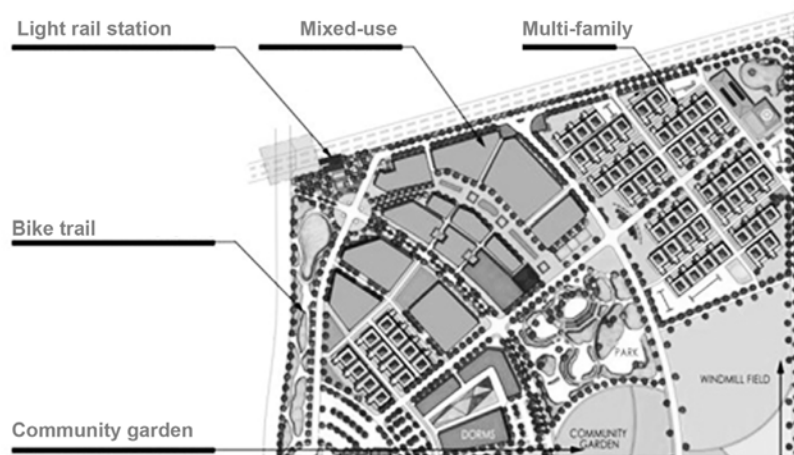 Light rail station
Mixed-use
Multi-family
Bike trail
PARK
WINDMILL FIELD
Community garden
DORMS
COMMUNITY
GARDEN